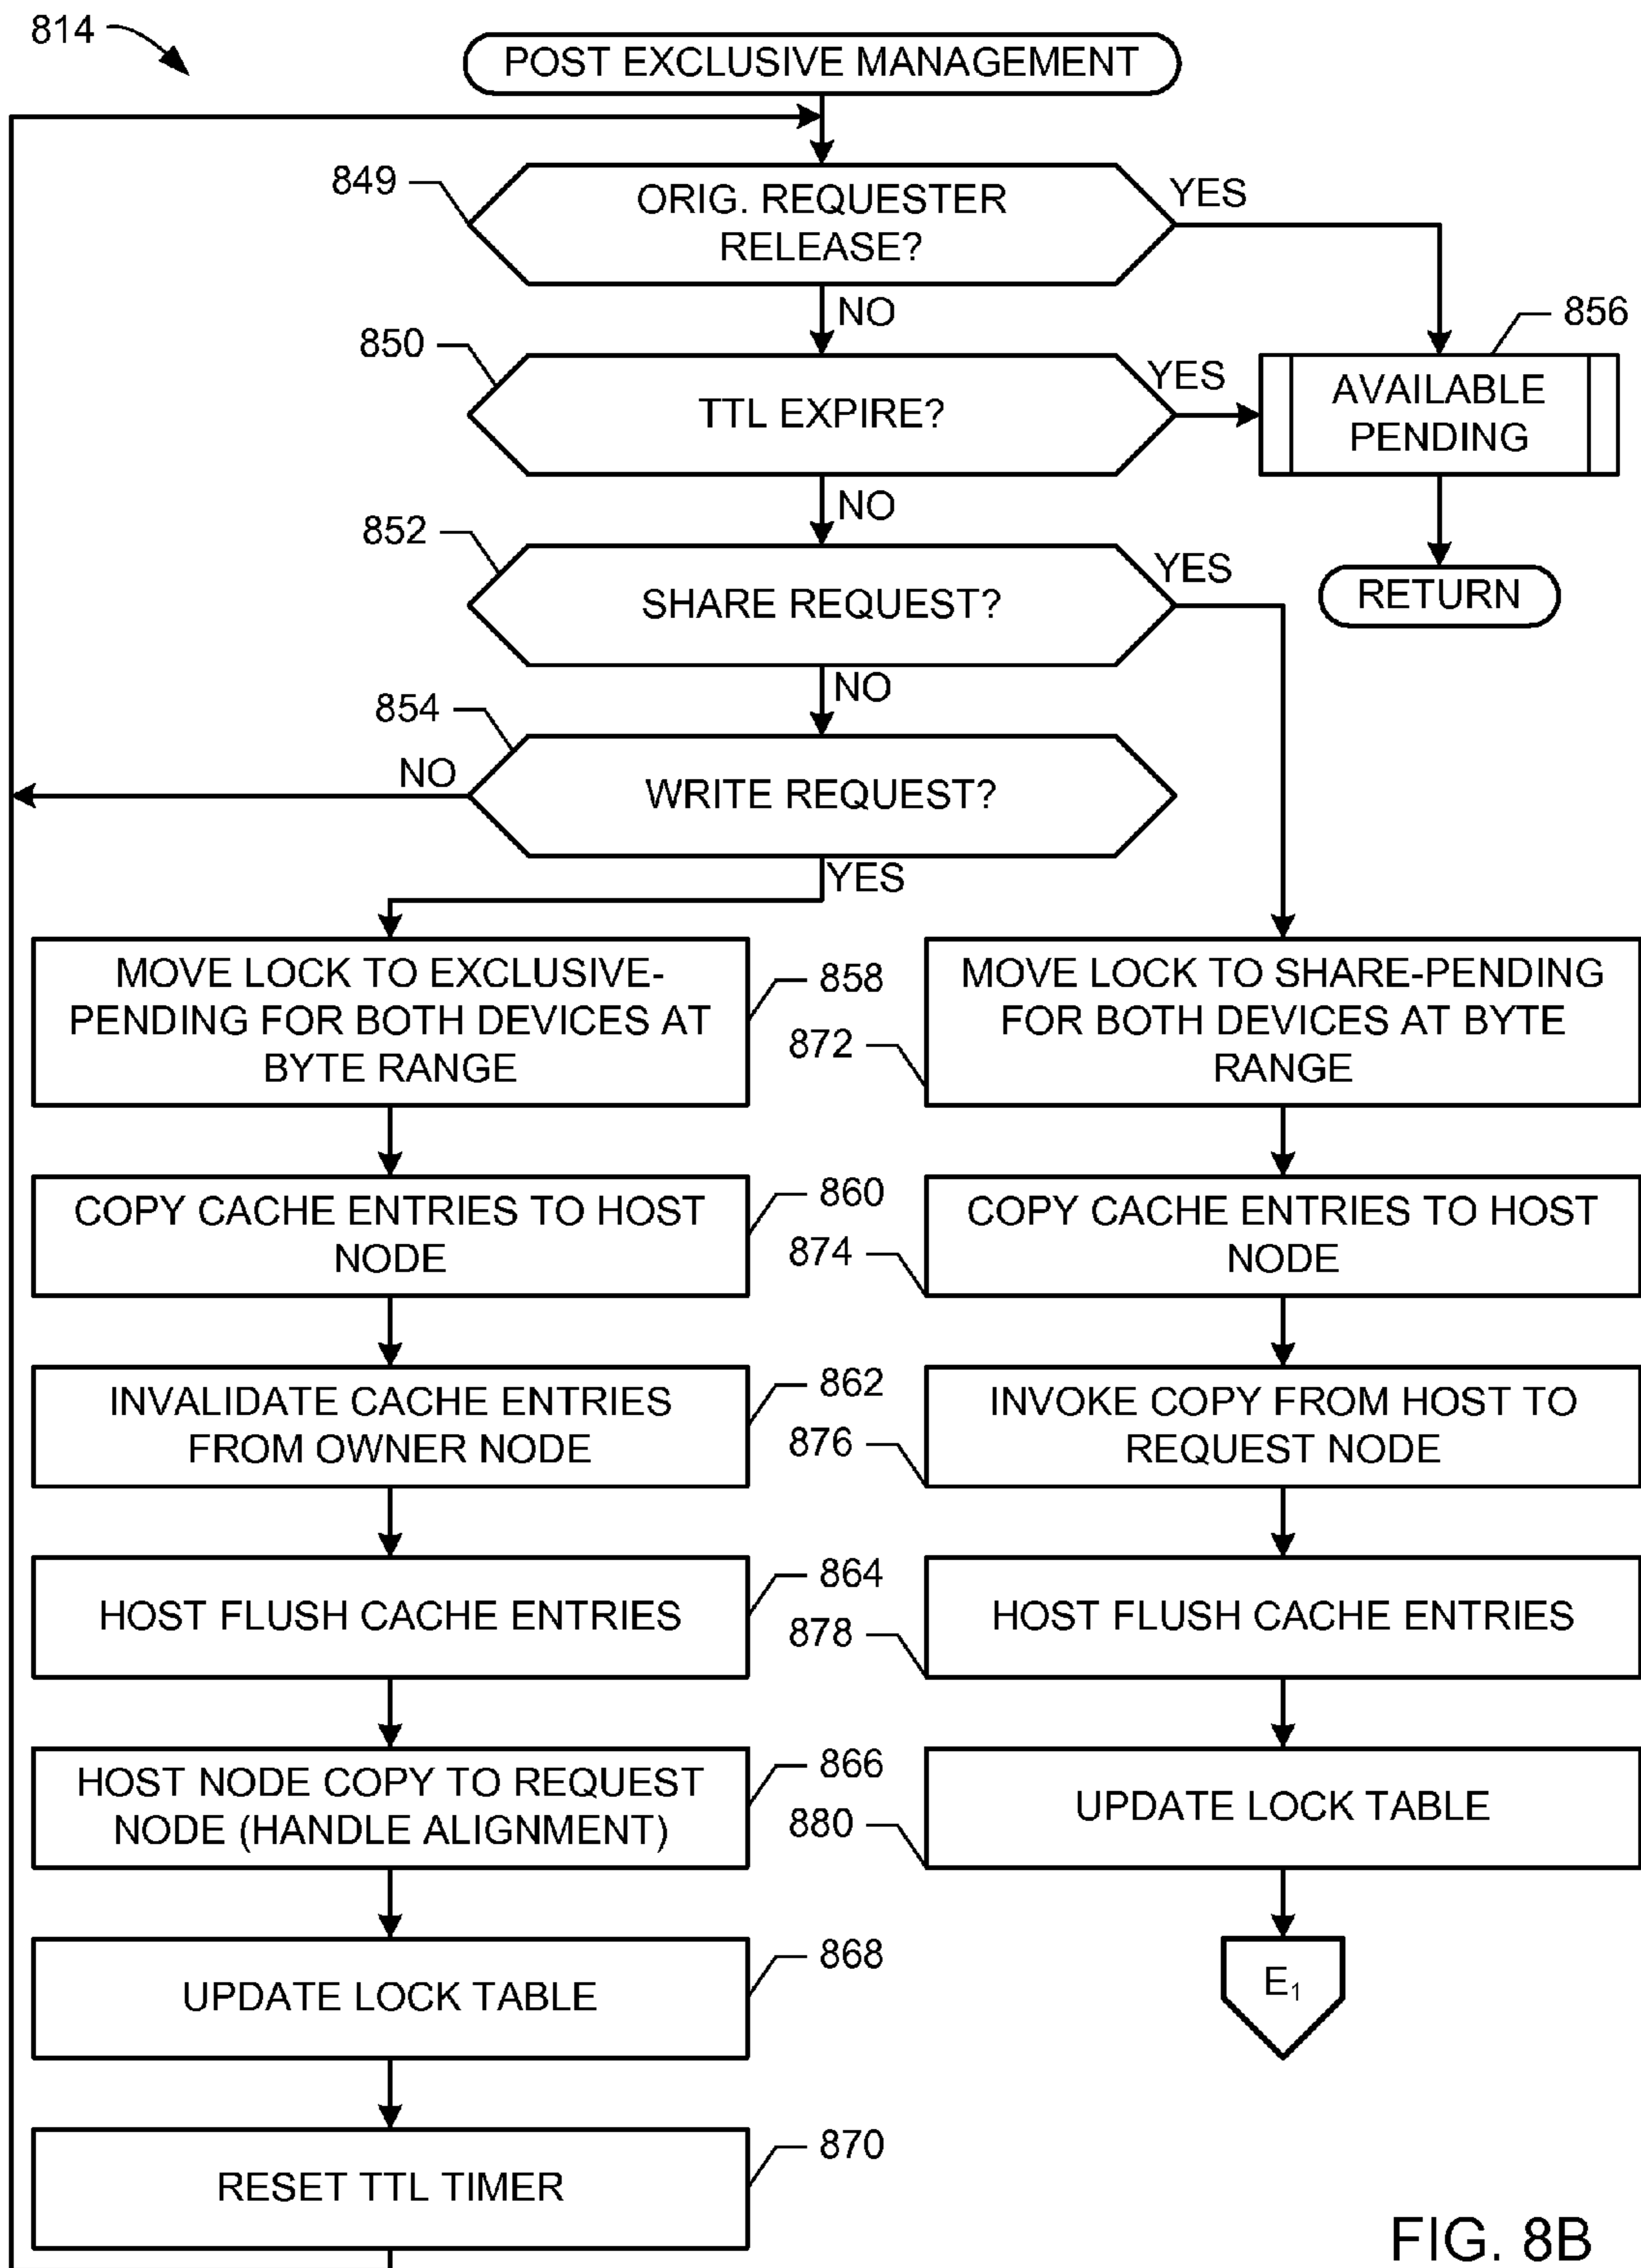 814
POST EXCLUSIVE MANAGEMENT
849
ORIG. REQUESTER
RELEASE?
YES
NO
850
TTL EXPIRE?
YES
856
AVAILABLE
PENDING
NO
852
SHARE REQUEST?
YES
RETURN
NO
854
WRITE REQUEST?
NO
YES
MOVE LOCK TO EXCLUSIVE-
PENDING FOR BOTH DEVICES AT
BYTE RANGE
858
872
MOVE LOCK TO SHARE-PENDING
FOR BOTH DEVICES AT BYTE
RANGE
COPY CACHE ENTRIES TO HOST
NODE
860
874
COPY CACHE ENTRIES TO HOST
NODE
INVALIDATE CACHE ENTRIES
FROM OWNER NODE
862
876
INVOKE COPY FROM HOST TO
REQUEST NODE
HOST FLUSH CACHE ENTRIES
864
878
HOST FLUSH CACHE ENTRIES
HOST NODE COPY TO REQUEST
NODE (HANDLE ALIGNMENT)
866
880
UPDATE LOCK TABLE
UPDATE LOCK TABLE
868
E₁
RESET TTL TIMER
870
FIG. 8B